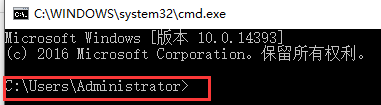 C:\WINDOWS\system32\cmd.exe
Microsoft Windows [版本 10.0.14393]
(c) 2016 Microsoft Corporation。保留所有权利。
C:\Users\Administrator>